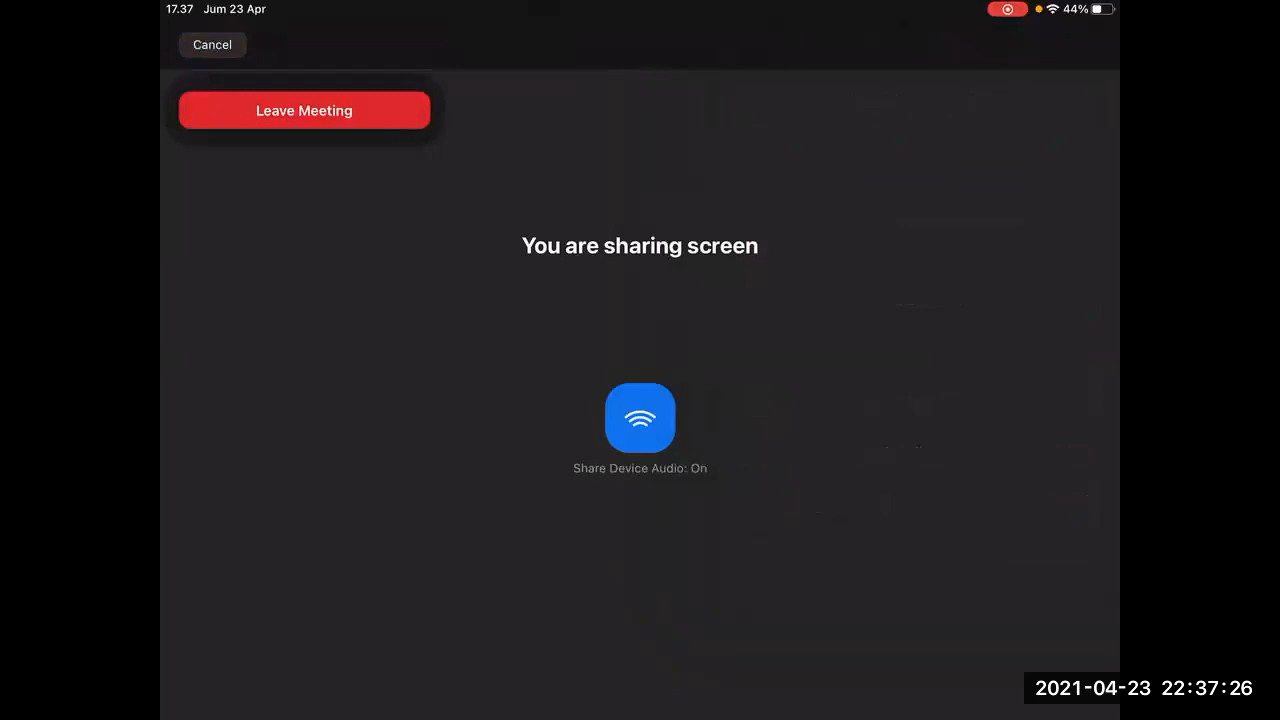 17.37 Jum 23 Apr
44%
Cancel
Leave Meeting
You are sharing screen
Share Device Audio: On
2021-04-23 22:37:26